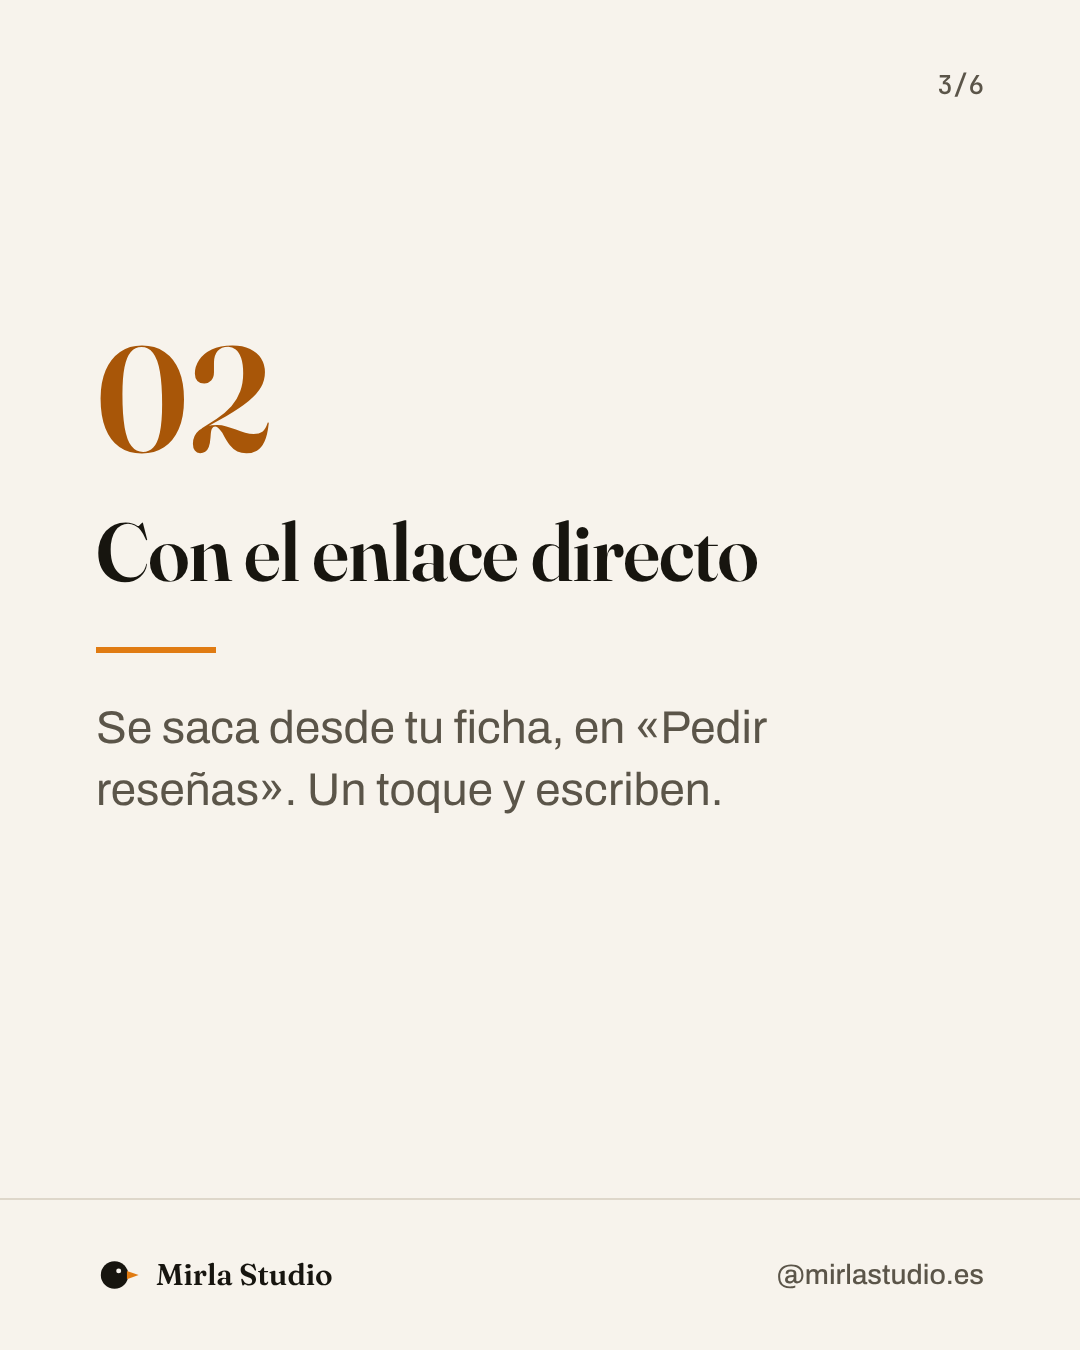 3/6
02
Con el enlace directo
Se saca desde tu ficha, en «Pedir
reseñas». Un toque y escriben.
Mirla Studio
@mirlastudio.es